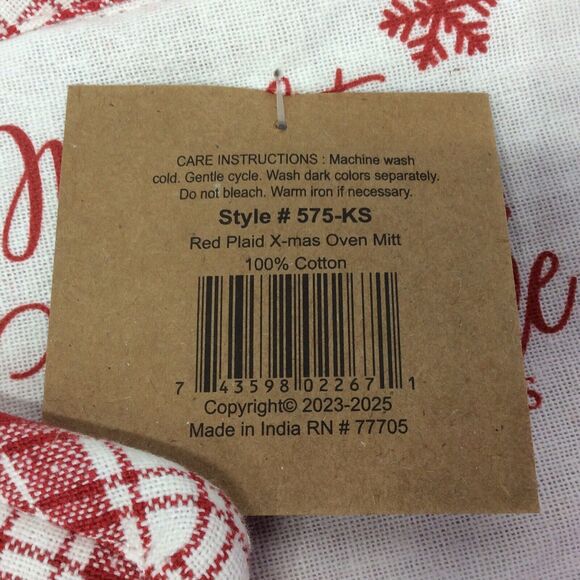 CARE INSTRUCTIONS : Machine wash
cold. Gentle cycle. Wash dark colors separately.
Do not bleach. Warm iron if necessary.
Style # 575-KS
Red Plaid X-mas Oven Mitt
100% Cotton
7 43598 02267 1
Copyright© 2023-2025
Made in India RN # 77705